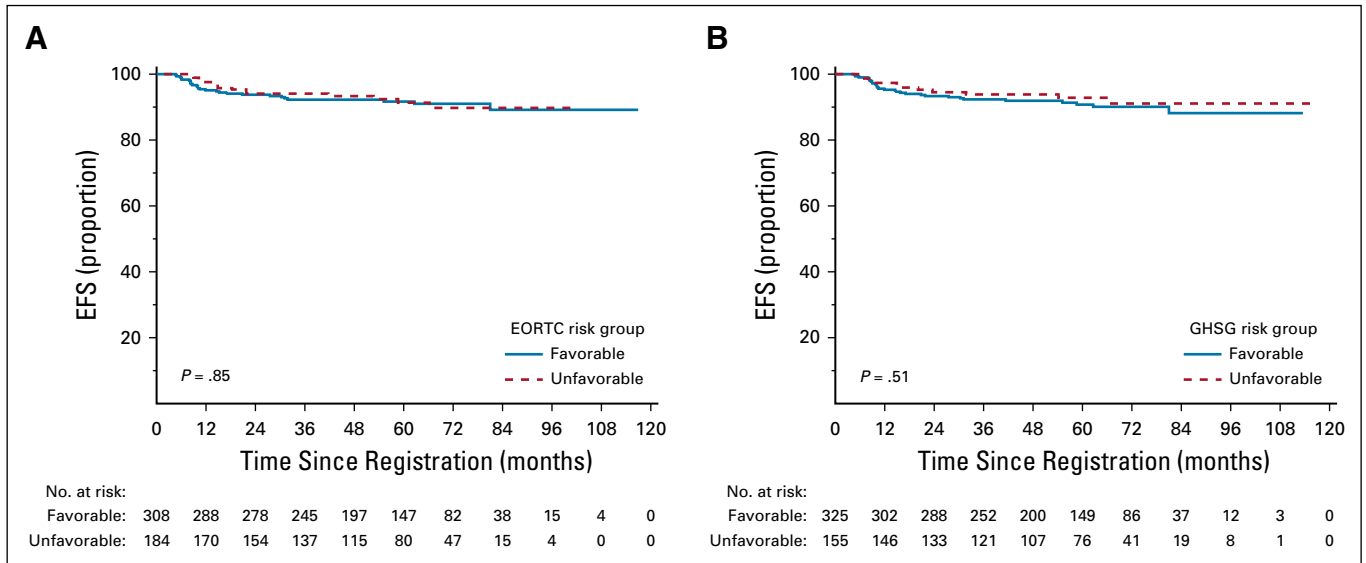 A
100
80
60
40
20
EFS (proportion)
EORTC risk group
Favorable
Unfavorable
P = .85
0 12 24 36 48 60 72 84 96 108 120
Time Since Registration (months)
No. at risk:
Favorable: 308 288 278 245 197 147 82 38 15 4 0
Unfavorable: 184 170 154 137 115 80 47 15 4 0 0
B
100
80
60
40
20
EFS (proportion)
GHSG risk group
Favorable
Unfavorable
P = .51
0 12 24 36 48 60 72 84 96 108 120
Time Since Registration (months)
No. at risk:
Favorable: 325 302 288 252 200 149 86 37 12 3 0
Unfavorable: 155 146 133 121 107 76 41 19 8 1 0